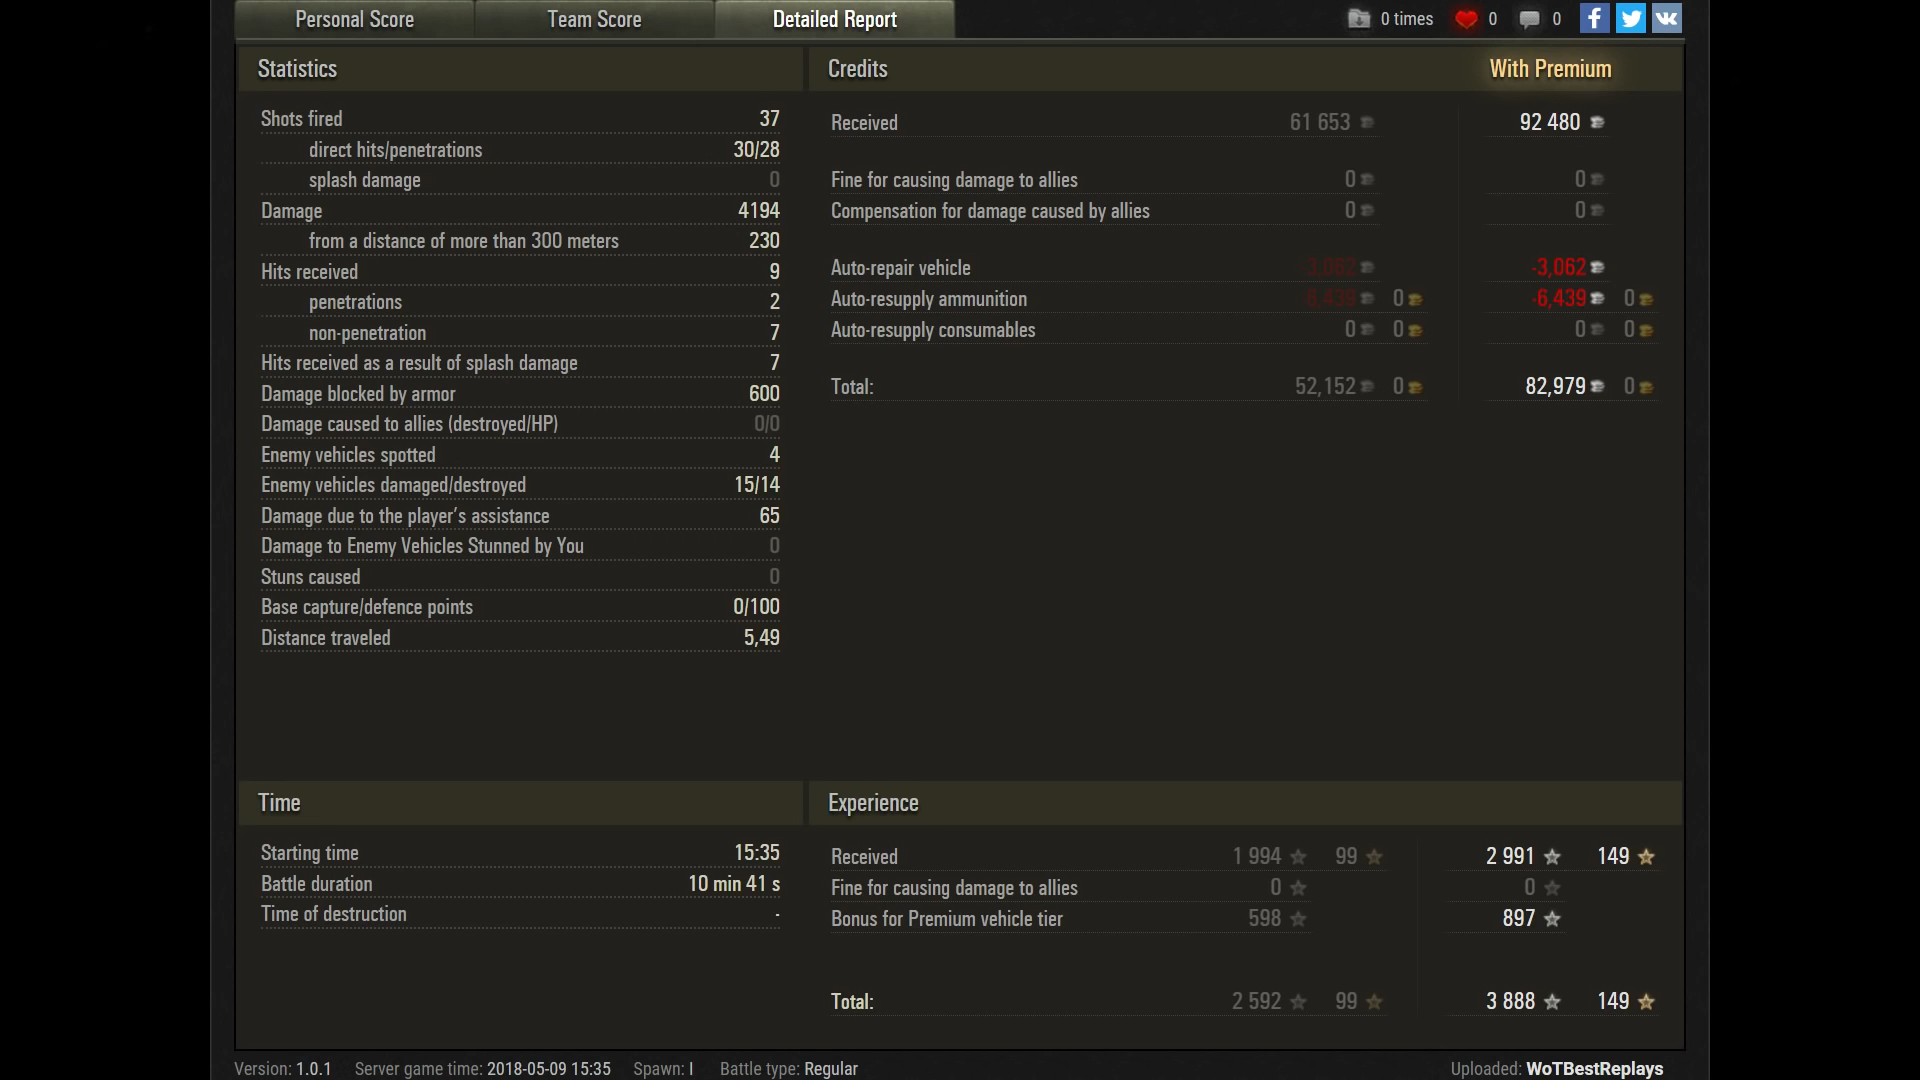 Personal Score
Team Score
Detailed Report
0 times
0
0
Statistics
Shots fired 37
direct hits/penetrations 30/28
splash damage 0
Damage 4194
from a distance of more than 300 meters 230
Hits received 9
penetrations 2
non-penetration 7
Hits received as a result of splash damage 7
Damage blocked by armor 600
Damage caused to allies (destroyed/HP) 0/0
Enemy vehicles spotted 4
Enemy vehicles damaged/destroyed 15/14
Damage due to the player's assistance 65
Damage to Enemy Vehicles Stunned by You 0
Stuns caused 0
Base capture/defence points 0/100
Distance traveled 5,49
Credits With Premium
Received 61 653 92 480
Fine for causing damage to allies 0 0
Compensation for damage caused by allies 0 0
Auto-repair vehicle -3,062 -3,062
Auto-resupply ammunition -6,439 0 -6,439 0
Auto-resupply consumables 0 0 0 0
Total: 52,152 0 82,979 0
Time
Starting time 15:35
Battle duration 10 min 41 s
Time of destruction -
Experience
Received 1 994 99 2 991 149
Fine for causing damage to allies 0 0
Bonus for Premium vehicle tier 598 897
Total: 2 592 99 3 888 149
Version: 1.0.1 Server game time: 2018-05-09 15:35 Spawn: I Battle type: Regular Uploaded: WoTBestReplays